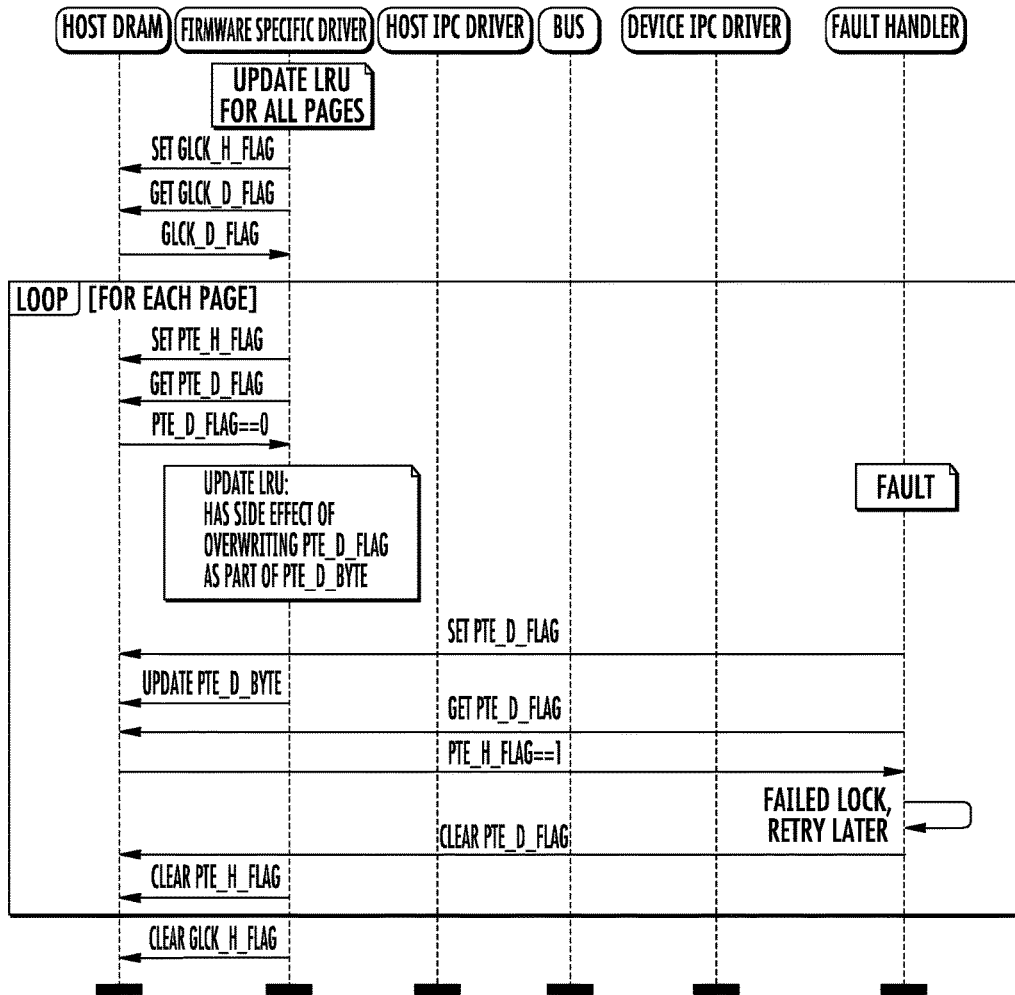 HOST DRAM
FIRMWARE SPECIFIC DRIVER
HOST IPC DRIVER
BUS
DEVICE IPC DRIVER
FAULT HANDLER
UPDATE LRU
FOR ALL PAGES
SET GLCK_H_FLAG
GET GLCK_D_FLAG
GLCK_D_FLAG
LOOP [FOR EACH PAGE]
SET PTE_H_FLAG
GET PTE_D_FLAG
PTE_D_FLAG==0
UPDATE LRU:
HAS SIDE EFFECT OF
OVERWRITING PTE_D_FLAG
AS PART OF PTE_D_BYTE
FAULT
SET PTE_D_FLAG
UPDATE PTE_D_BYTE
GET PTE_D_FLAG
PTE_H_FLAG==1
FAILED LOCK,
RETRY LATER
CLEAR PTE_D_FLAG
CLEAR PTE_H_FLAG
CLEAR GLCK_H_FLAG